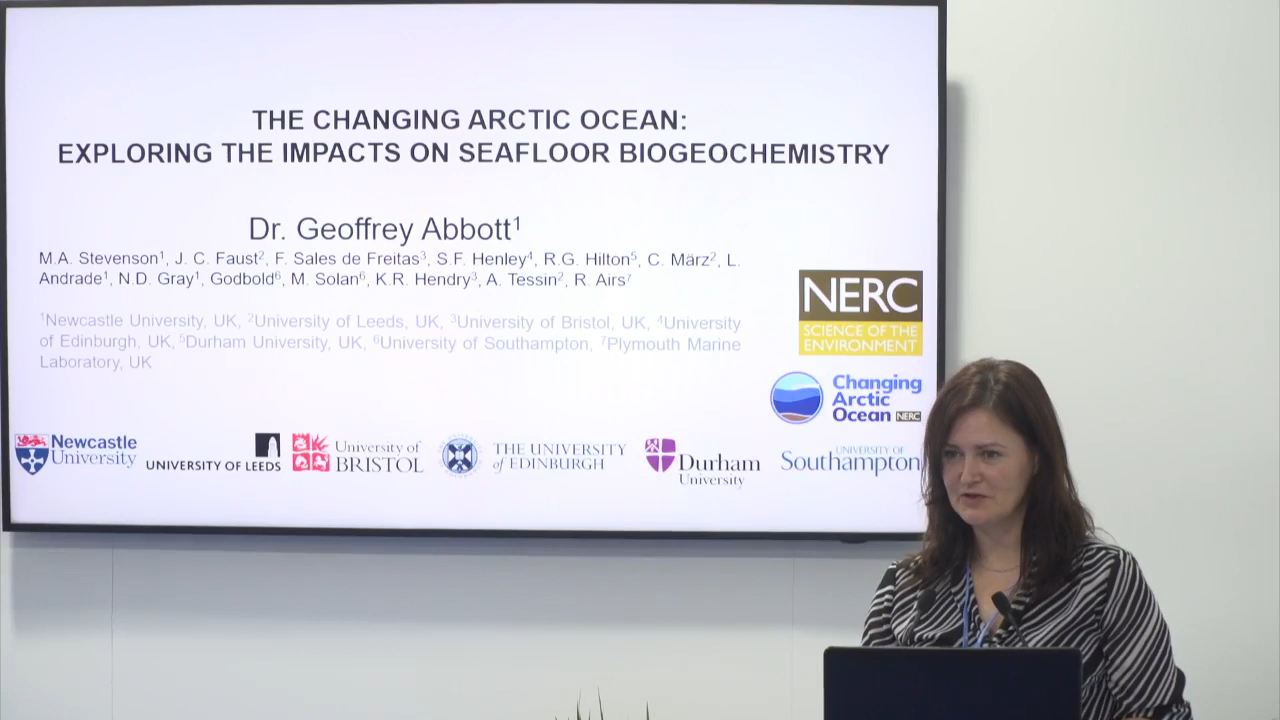 THE CHANGING ARCTIC OCEAN:
EXPLORING THE IMPACTS ON SEAFLOOR BIOGEOCHEMISTRY
Dr. Geoffrey Abbott¹
M.A. Stevenson¹, J. C. Faust², F. Sales de Freitas³, S.F. Henley⁴, R.G. Hilton⁵, C. März², L.
Andrade¹, N.D. Gray¹, Godbold⁶, M. Solan⁶, K.R. Hendry³, A. Tessin², R. Airs⁷
¹Newcastle University, UK, ²University of Leeds, UK, ³University of Bristol, UK, ⁴University
of Edinburgh, UK, ⁵Durham University, UK, ⁶University of Southampton, ⁷Plymouth Marine
Laboratory, UK
NERC
SCIENCE OF THE
ENVIRONMENT
Changing
Arctic
Ocean NERC
Newcastle
University
UNIVERSITY OF LEEDS
University of
BRISTOL
THE UNIVERSITY
of EDINBURGH
Durham
University
UNIVERSITY OF
Southampton